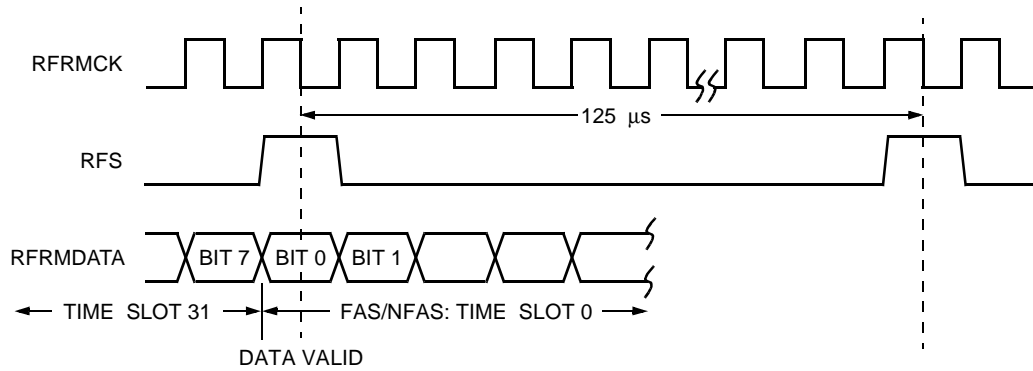 RFRMCK
125 μs
RFS
RFRMDATA
BIT 7
BIT 0
BIT 1
TIME SLOT 31
FAS/NFAS: TIME SLOT 0
DATA VALID